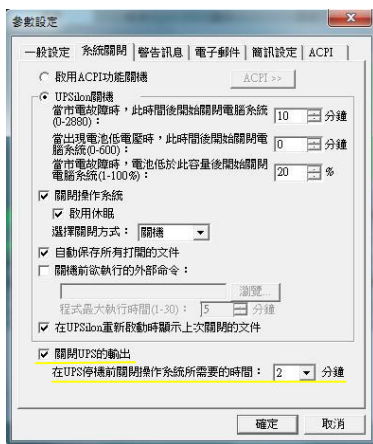 參數設定
一般設定 系統關閉 警告訊息 電子郵件 簡訊設定 ACPI
啟用ACPI功能關機 ACPI >>
UPSilon關機
當市電故障時，此時間後開始關閉電腦系統(0-2880)： 10 分鐘
當出現電池低電壓時，此時間後開始關閉電腦系統(0-600)： 0 分鐘
當市電故障時，電池低於此容量後開始關閉電腦系統(1-100%)： 20 %
關閉操作系統
啟用休眠
選擇關閉方式： 關機
自動保存所有打開的文件
關機前欲執行的外部命令：
瀏覽...
程式最大執行時間(1-30)： 5 分鐘
在UPSilon重新啟動時顯示上次關閉的文件
關閉UPS的輸出
在UPS停機前關閉操作系統所需要的時間： 2 分鐘
確定 取消